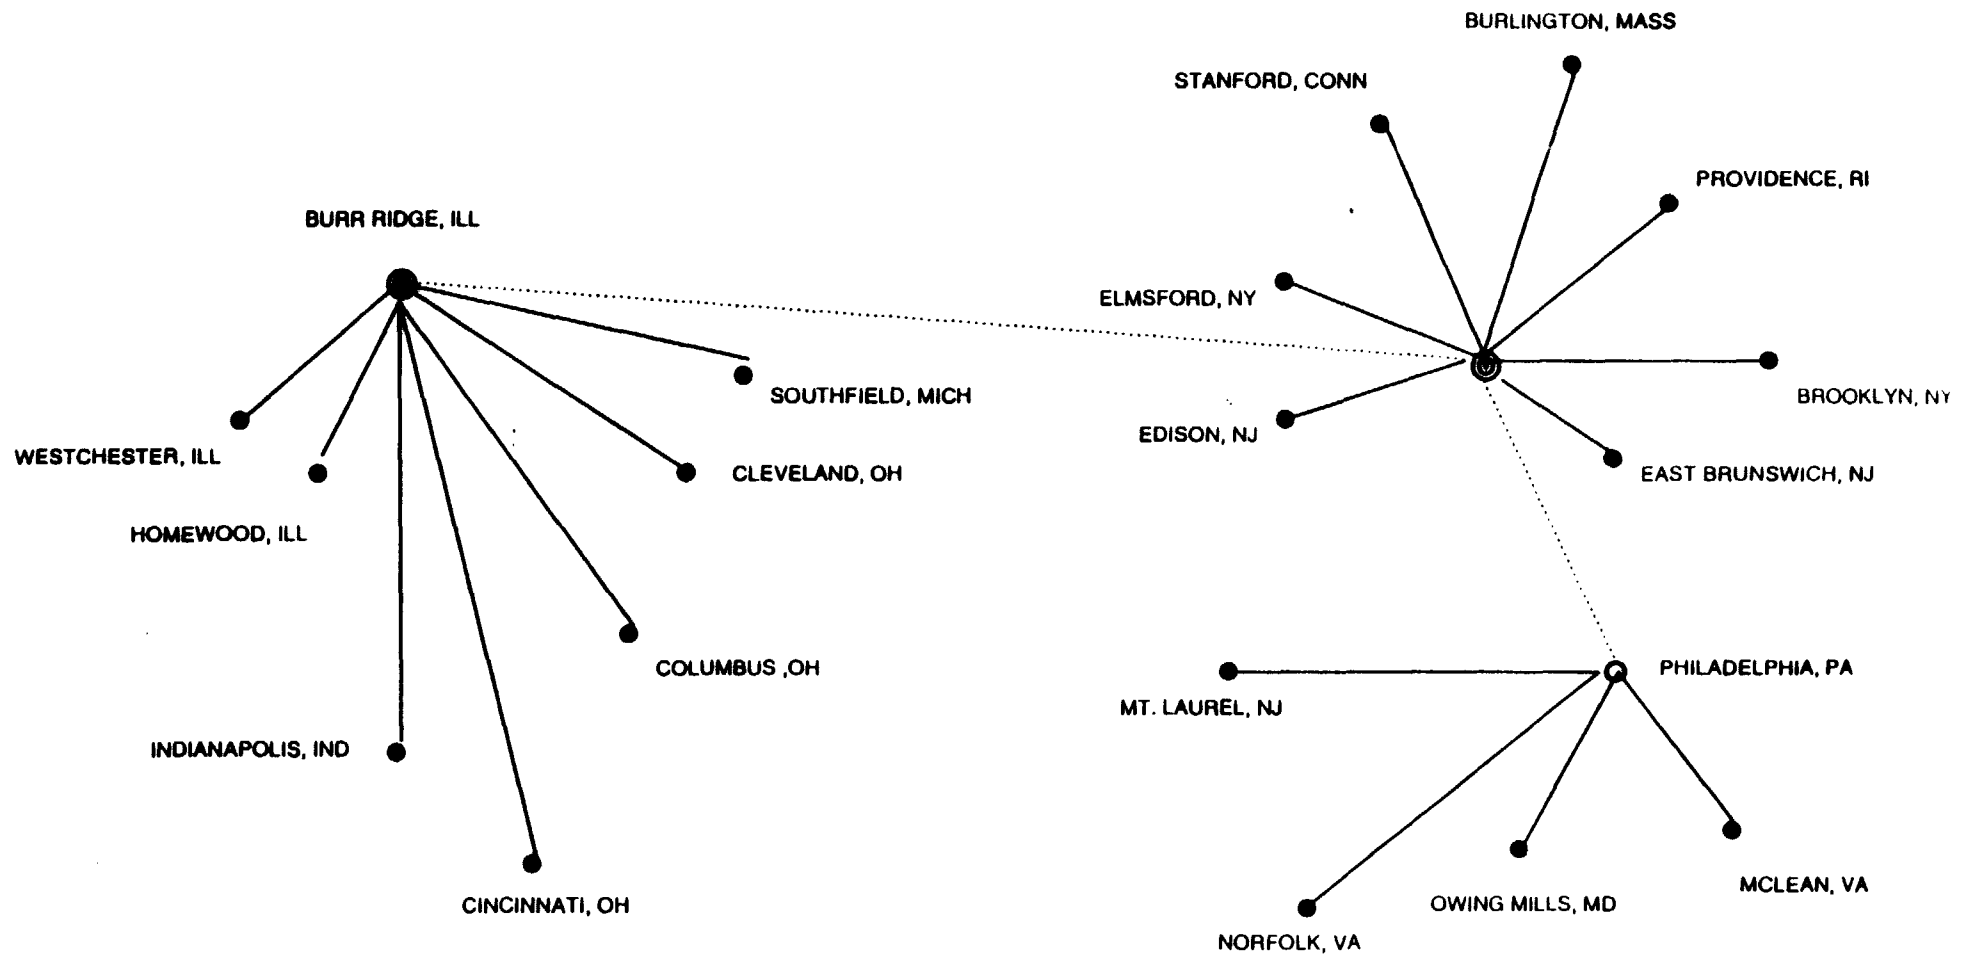 BURLINGTON, MASS
STANFORD, CONN
PROVIDENCE, RI
BURR RIDGE, ILL
ELMSFORD, NY
SOUTHFIELD, MICH
BROOKLYN, NY
EDISON, NJ
WESTCHESTER, ILL
CLEVELAND, OH
EAST BRUNSWICH, NJ
HOMEWOOD, ILL
COLUMBUS ,OH
PHILADELPHIA, PA
MT. LAUREL, NJ
INDIANAPOLIS, IND
MCLEAN, VA
CINCINNATI, OH
OWING MILLS, MD
NORFOLK, VA